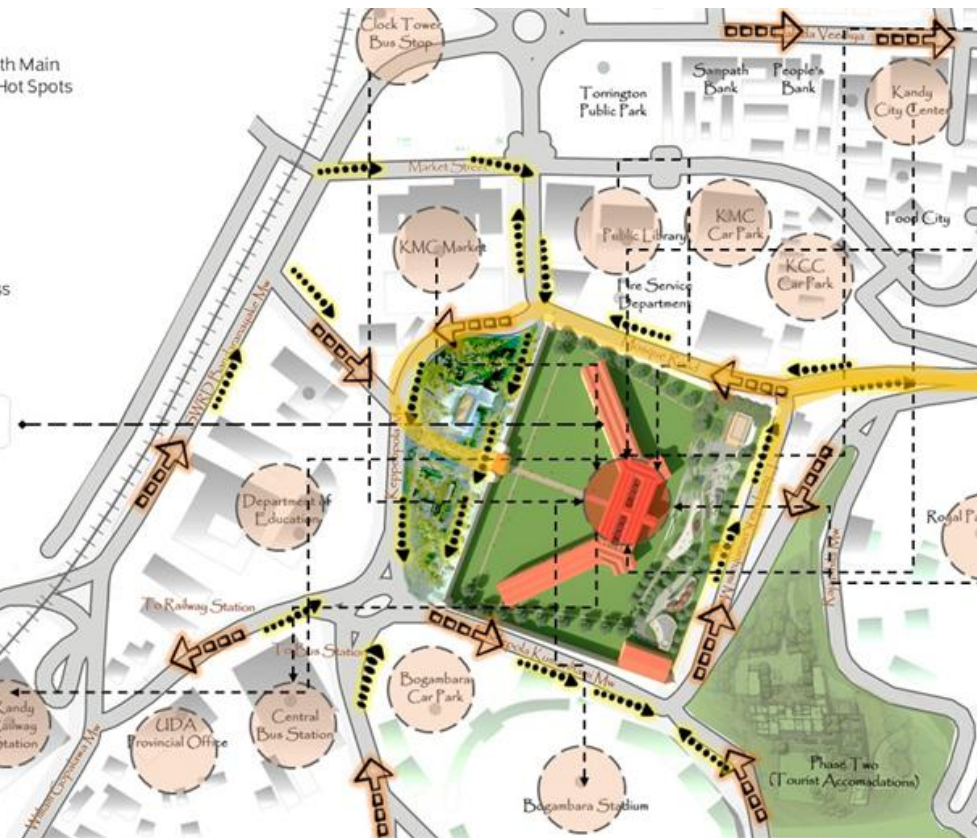 th Main
Hot Spots
ss
Clock Tower
Bus Stop
Torrington
Public Park
Sampath
Bank
People's
Bank
Kandy
City Center
Market Street
KMC Market
Public Library
KMC
Car Park
KCC
Car Park
Food City
Fire Service
Department
Department of
Education
To Railway Station
To Bus Station
Kandy
Railway
Station
UDA
Provincial Office
Central
Bus Station
Bogambara
Car Park
Bogambara Stadium
Phase Two
(Tourist Accomadations)
Royal Pa